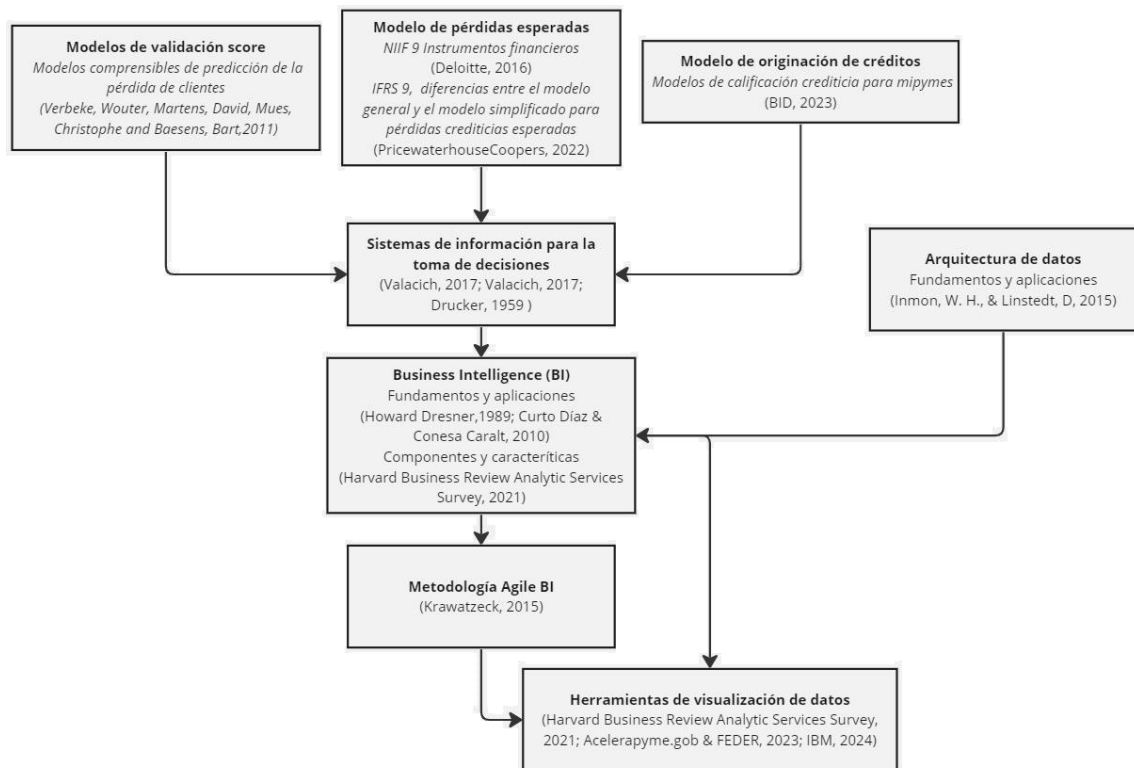 Modelos de validación score
Modelos comprensibles de predicción de la
pérdida de clientes
(Verbeke, Wouter, Martens, David, Mues,
Christophe and Baesens, Bart,2011)
Modelo de pérdidas esperadas
NIIF 9 Instrumentos financieros
(Deloitte, 2016)
IFRS 9, diferencias entre el modelo
general y el modelo simplificado para
pérdidas crediticias esperadas
(PricewaterhouseCoopers, 2022)
Modelo de originación de créditos
Modelos de calificación crediticia para mipymes
(BID, 2023)
Sistemas de información para la
toma de decisiones
(Valacich, 2017; Valacich, 2017;
Drucker, 1959 )
Arquitectura de datos
Fundamentos y aplicaciones
(Inmon, W. H., & Linstedt, D, 2015)
Business Intelligence (BI)
Fundamentos y aplicaciones
(Howard Dresner,1989; Curto Díaz &
Conesa Caralt, 2010)
Componentes y caracteríticas
(Harvard Business Review Analytic Services
Survey, 2021)
Metodología Agile BI
(Krawatzeck, 2015)
Herramientas de visualización de datos
(Harvard Business Review Analytic Services Survey,
2021; Acelerapyme.gob & FEDER, 2023; IBM, 2024)